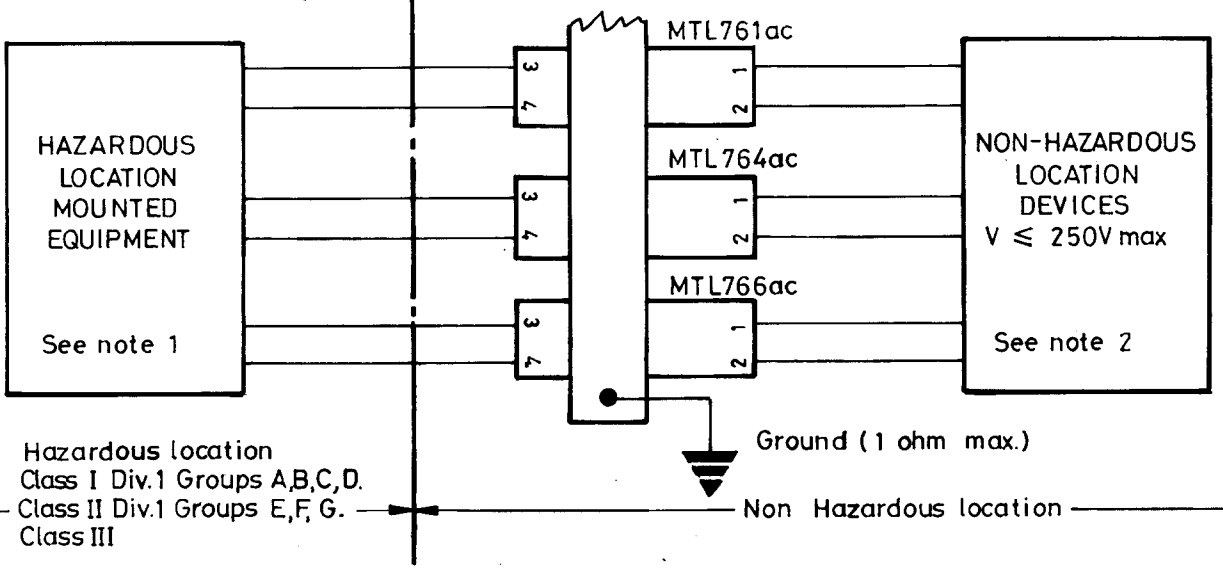 MTL761ac
3
4
1
2
HAZARDOUS
LOCATION
MOUNTED
EQUIPMENT
See note 1
MTL764ac
3
4
1
2
MTL766ac
3
4
1
2
NON-HAZARDOUS
LOCATION
DEVICES
V ≤ 250V max
See note 2
Ground (1 ohm max.)
Hazardous location
Class I Div.1 Groups A,B,C,D.
Class II Div.1 Groups E,F, G.
Class III
Non Hazardous location